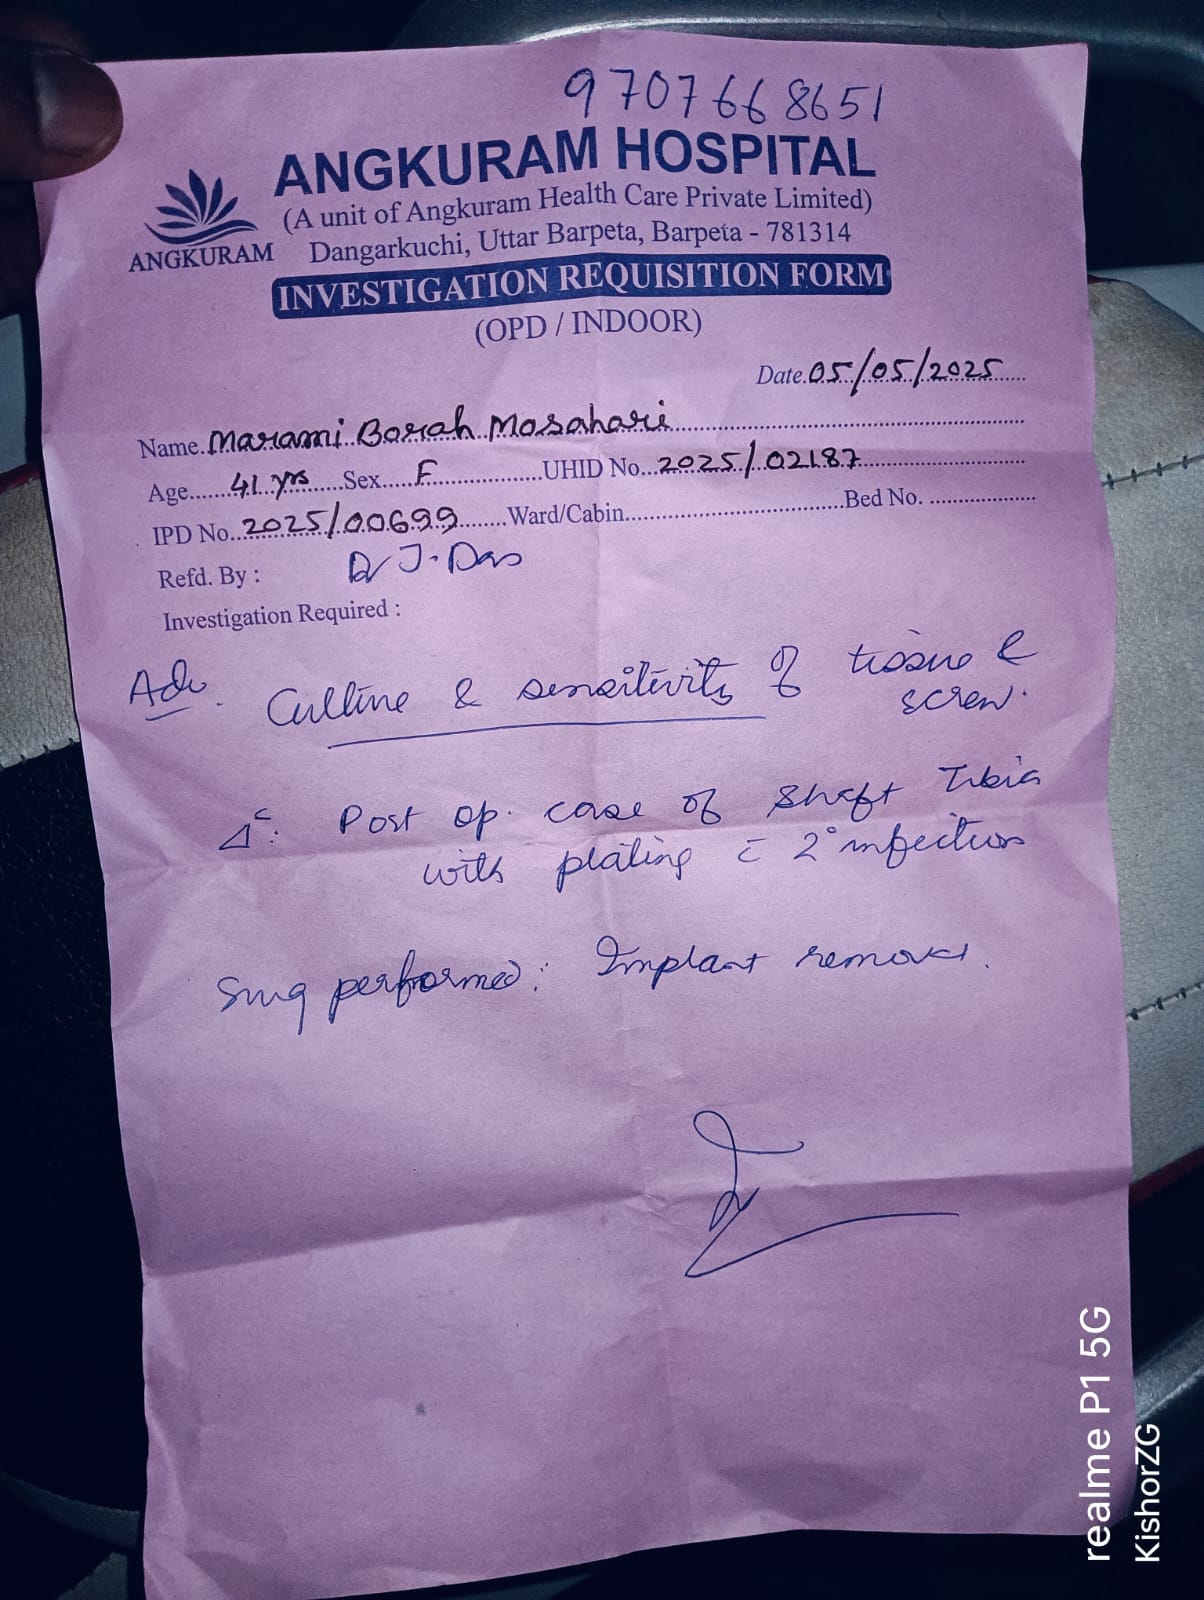 9707668651
ANGKURAM HOSPITAL
(A unit of Angkuram Health Care Private Limited)
ANGKURAM
Dangarkuchi, Uttar Barpeta, Barpeta - 781314
INVESTIGATION REQUISITION FORM
(OPD / INDOOR)
Date 05/05/2025
Name Marami Borah Mosahari
Age 41 yrs Sex F UHID No. 2025/02187
IPD No. 2025/00699 Ward/Cabin Bed No.
Refd. By : Dr J. Das
Investigation Required :
Adv. Culture & sensitivity of tissue &
screw.
Δc: Post op. case of shaft Tibia
with plating c̄ 2° infection
Surg performed: Implant removal.
realme P1 5G
KishorZG